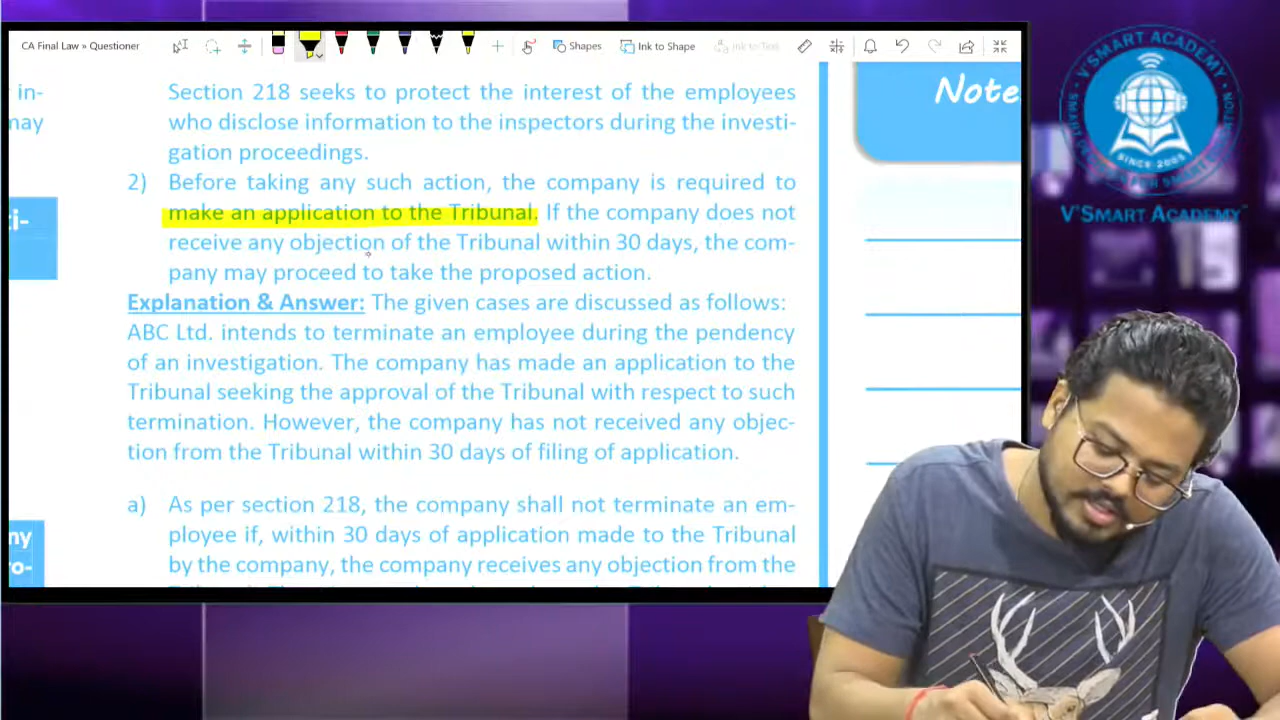 CA Final Law » Questioner
Shapes
Ink to Shape
Ink to Text
in-
may
Section 218 seeks to protect the interest of the employees
who disclose information to the inspectors during the investi-
gation proceedings.
2) Before taking any such action, the company is required to
make an application to the Tribunal. If the company does not
receive any objection of the Tribunal within 30 days, the com-
pany may proceed to take the proposed action.
Explanation & Answer: The given cases are discussed as follows:
ABC Ltd. intends to terminate an employee during the pendency
of an investigation. The company has made an application to the
Tribunal seeking the approval of the Tribunal with respect to such
termination. However, the company has not received any objec-
tion from the Tribunal within 30 days of filing of application.
a) As per section 218, the company shall not terminate an em-
ployee if, within 30 days of application made to the Tribunal
by the company, the company receives any objection from the
ti-
ny
ro-
Note
V'SMART ACADEMY
SINCE 2005
V'SMART ACADEMY